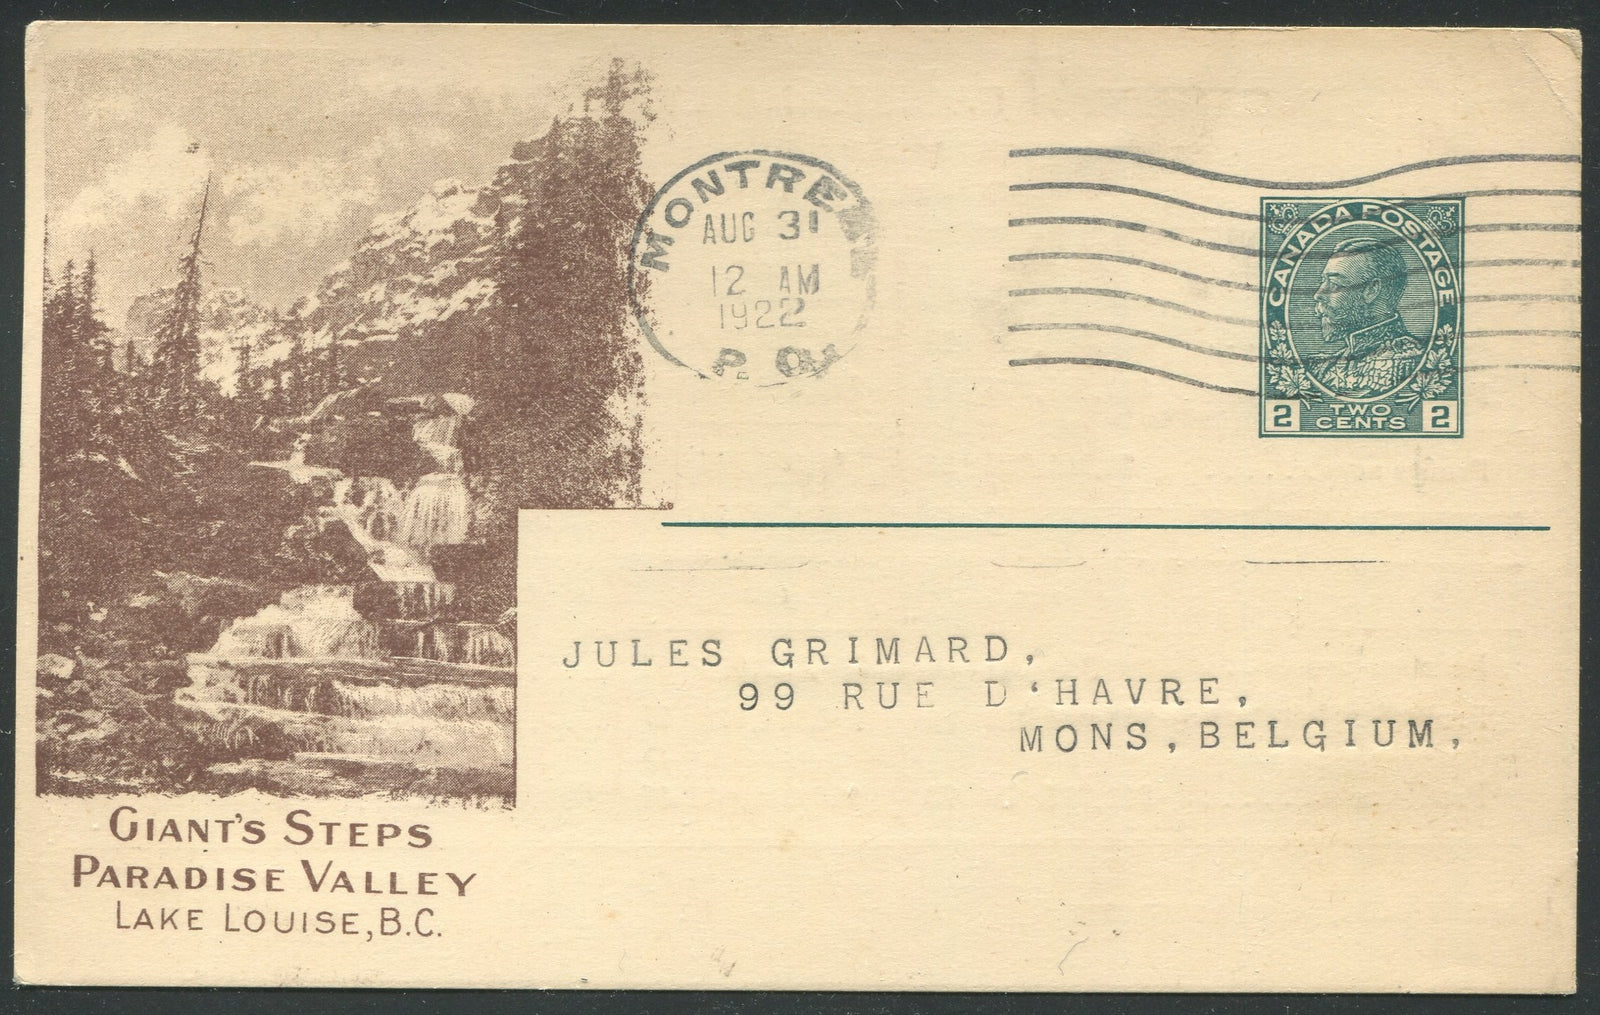 GIANT'S STEPS
PARADISE VALLEY
LAKE LOUISE, B.C.
AUG 31
12 AM
1922
CANADA POSTAGE
2 TWO CENTS 2
JULES GRIMARD,
99 RUE D'HAVRE,
MONS, BELGIUM.